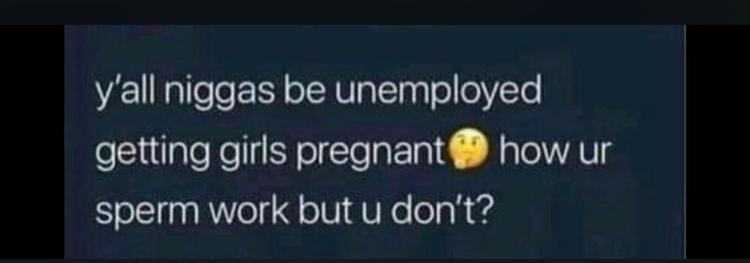 y'all niggas be unemployed
getting girls pregnant🤔 how ur
sperm work but u don't?